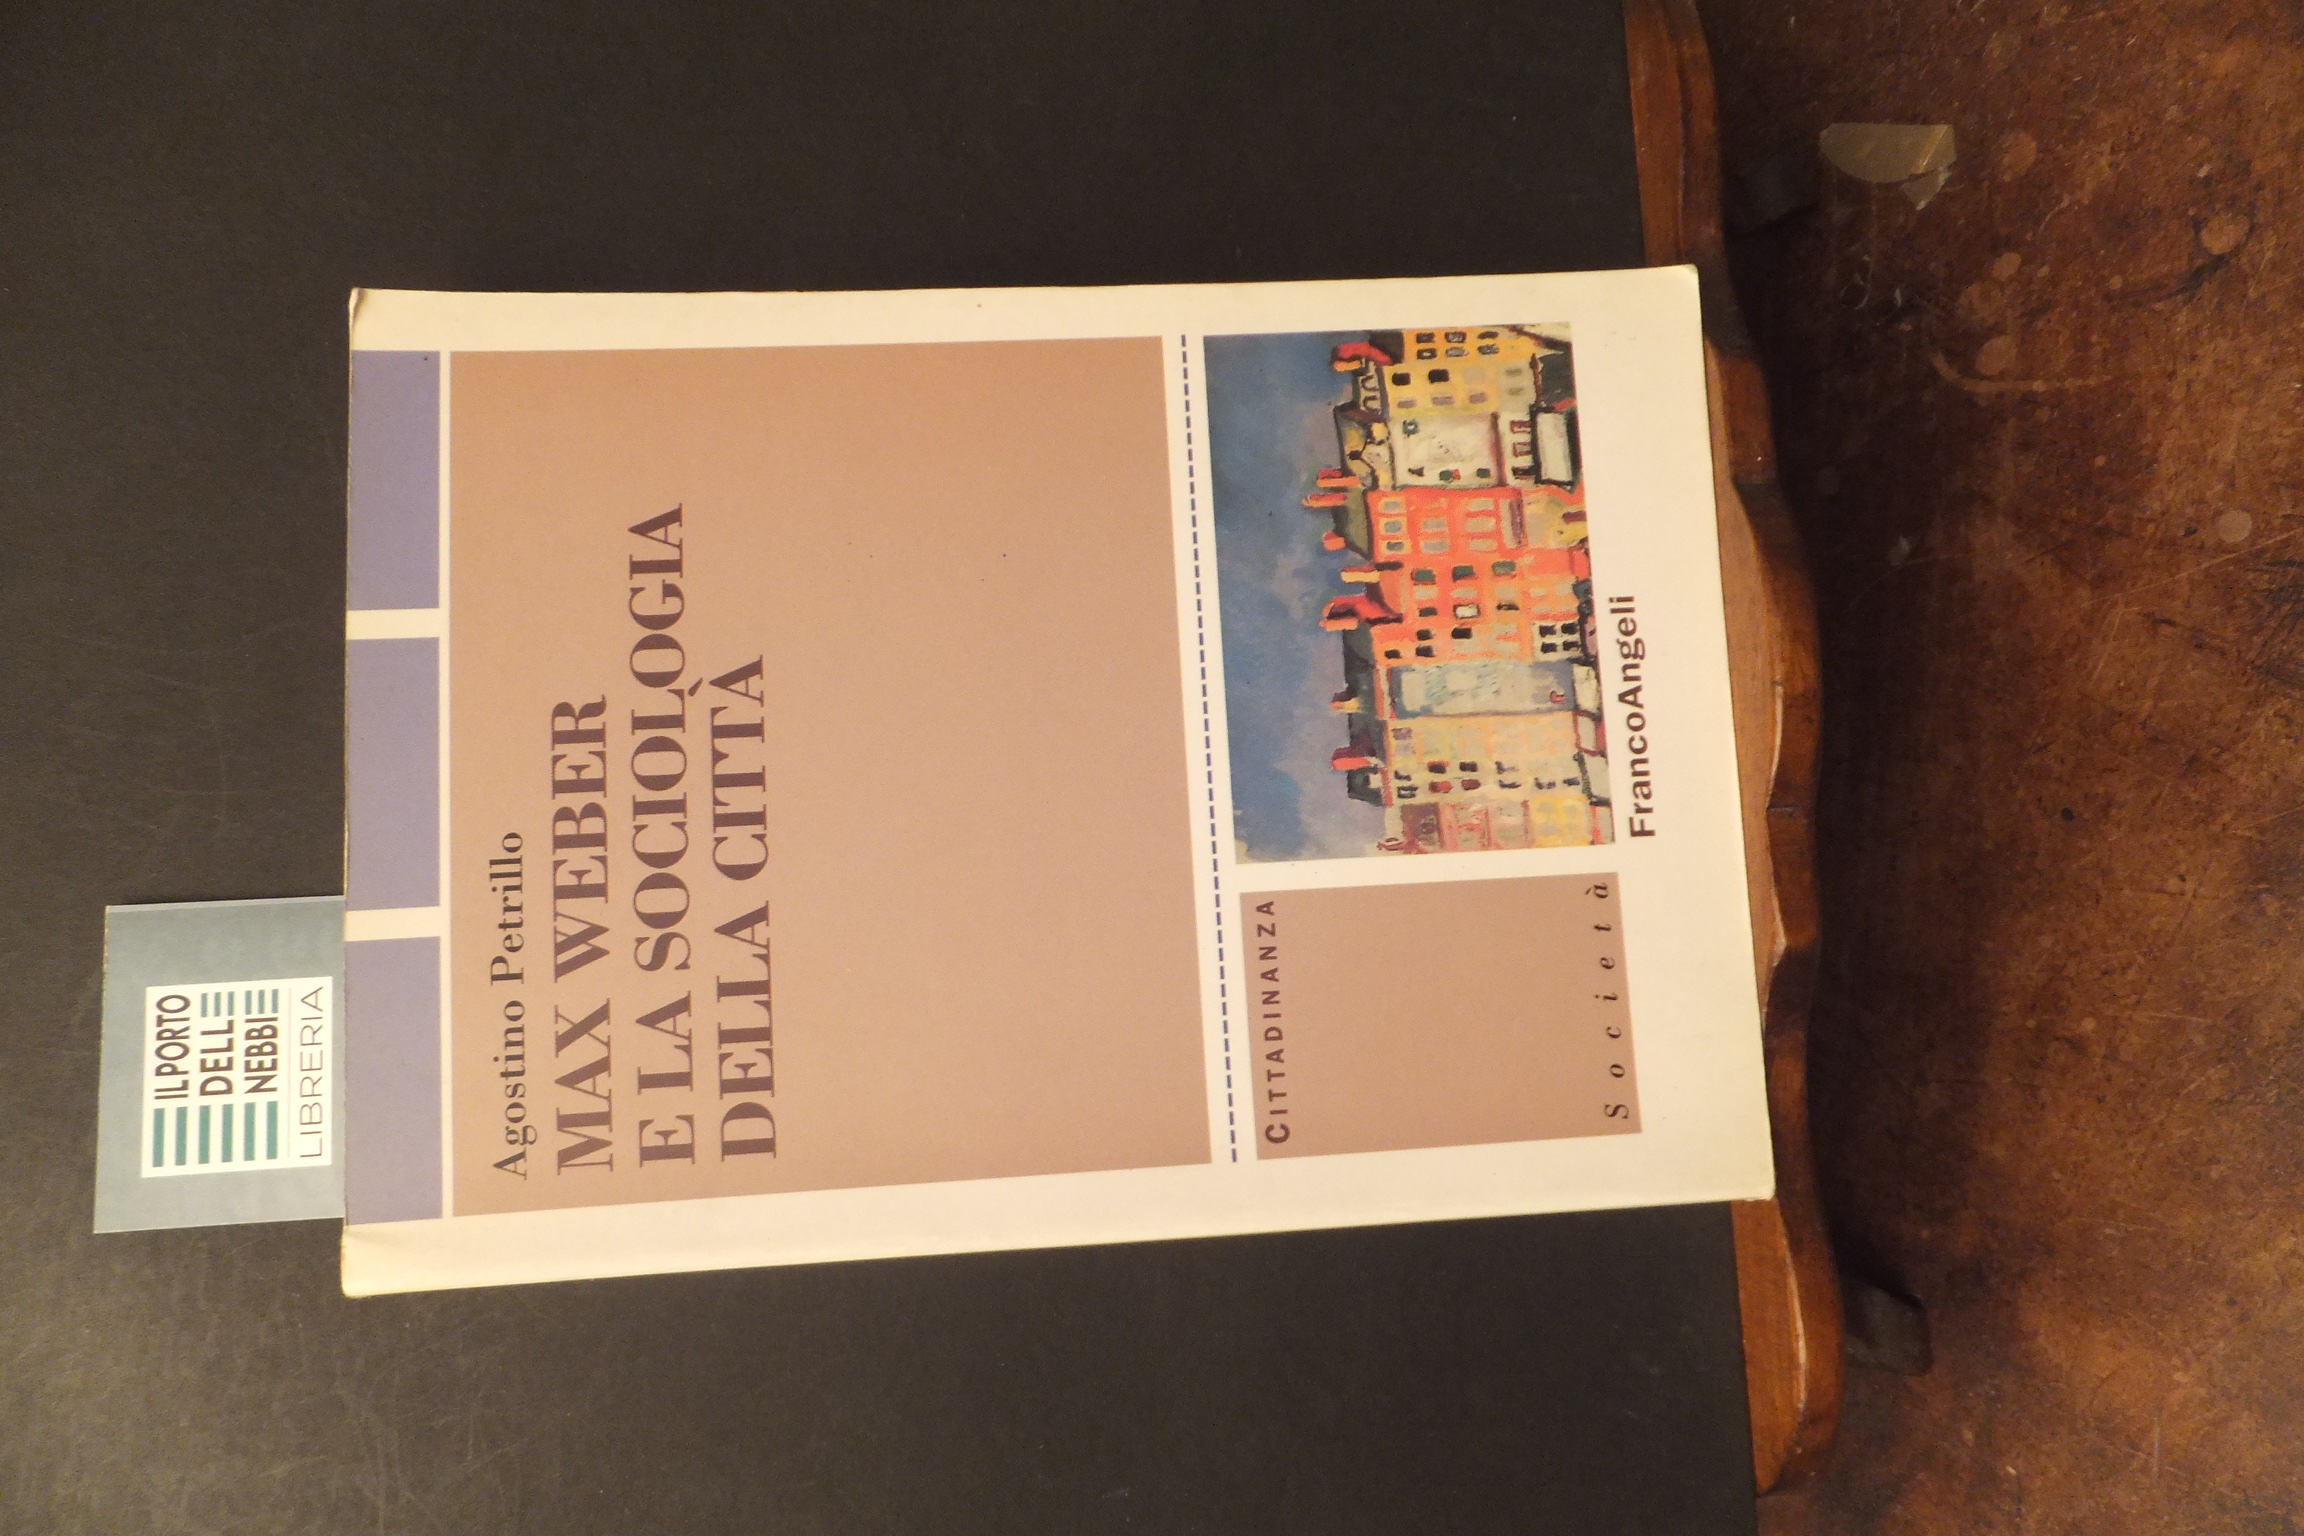 IL PORTO
DELLE
NEBBIE
LIBRERIA
Agostino Petrillo
MAX WEBER
E LA SOCIOLOGIA
DELLA CITTÀ
CITTADINANZA
Società
FrancoAngeli